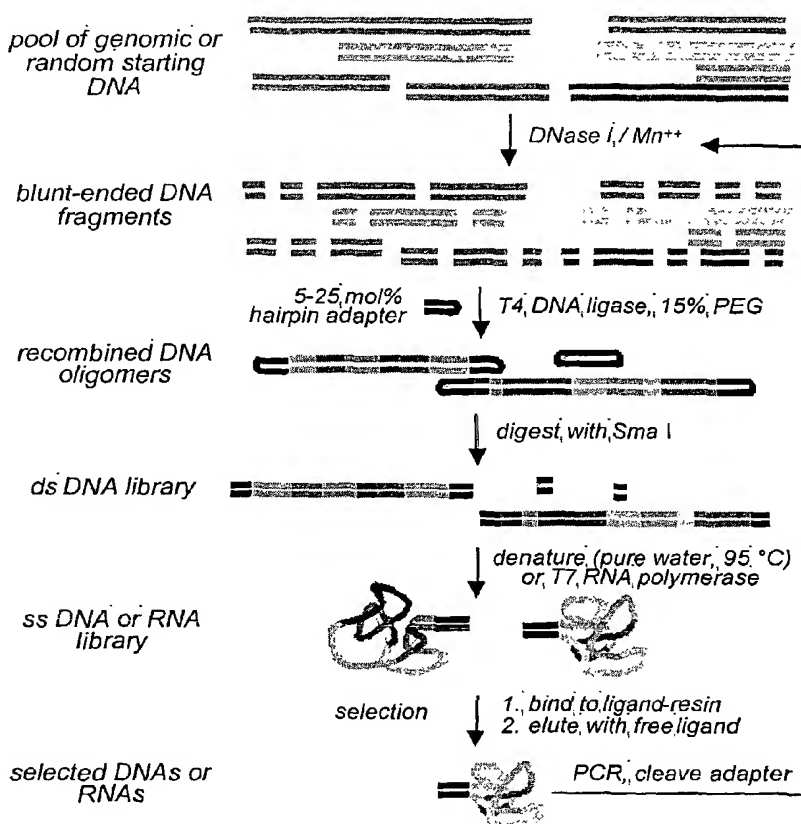 pool of genomic or
random starting
DNA
DNase I / Mn++
blunt-ended DNA
fragments
5-25 mol%
hairpin adapter
T4 DNA ligase, 15% PEG
recombined DNA
oligomers
digest with Sma I
ds DNA library
denature (pure water, 95 °C)
or T7 RNA polymerase
ss DNA or RNA
library
selection
1. bind to ligand-resin
2. elute with free ligand
selected DNAs or
RNAs
PCR, cleave adapter